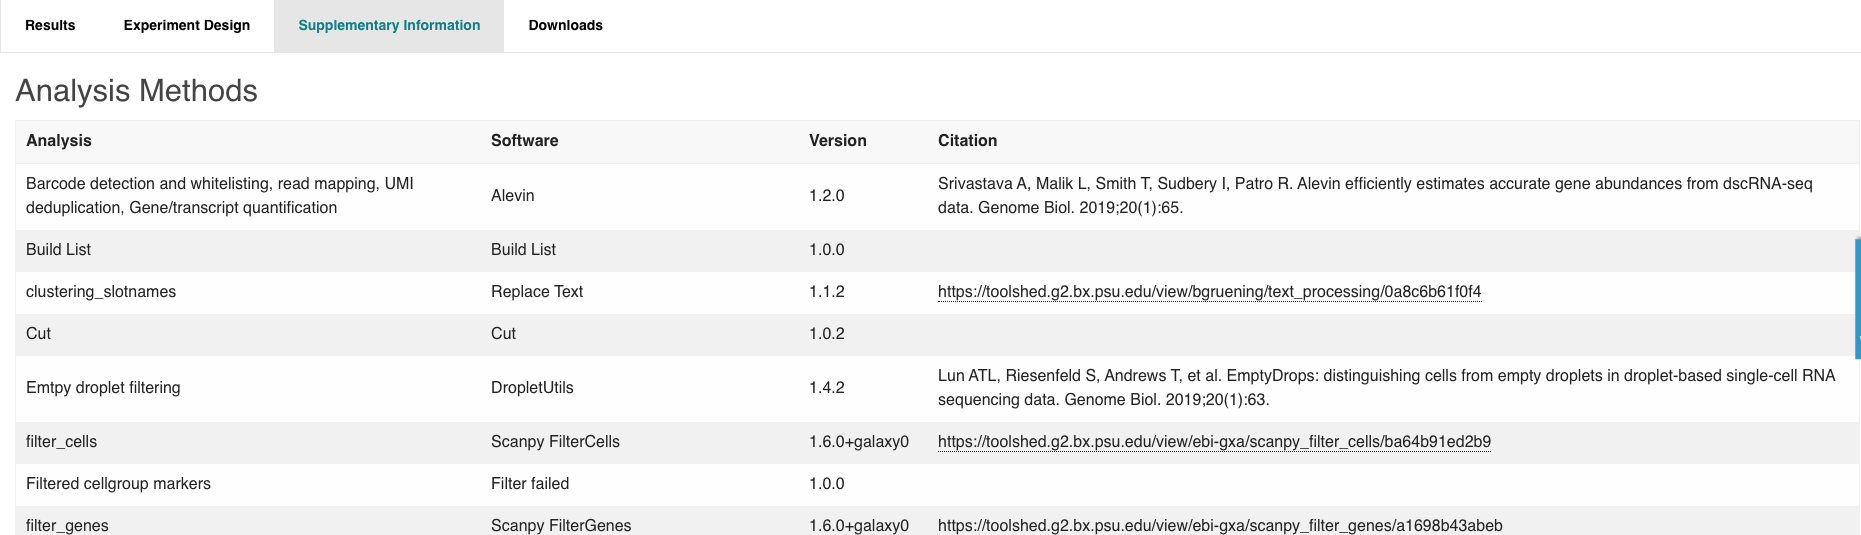 Results Experiment Design Supplementary Information Downloads
Analysis Methods
Analysis Software Version Citation
Barcode detection and whitelisting, read mapping, UMI
deduplication, Gene/transcript quantification
Alevin 1.2.0
Srivastava A, Malik L, Smith T, Sudbery I, Patro R. Alevin efficiently estimates accurate gene abundances from dscRNA-seq
data. Genome Biol. 2019;20(1):65.
Build List Build List 1.0.0
clustering_slotnames Replace Text 1.1.2 https://toolshed.g2.bx.psu.edu/view/bgruening/text_processing/0a8c6b61f0f4
Cut Cut 1.0.2
Emtpy droplet filtering DropletUtils 1.4.2
Lun ATL, Riesenfeld S, Andrews T, et al. EmptyDrops: distinguishing cells from empty droplets in droplet-based single-cell RNA
sequencing data. Genome Biol. 2019;20(1):63.
filter_cells Scanpy FilterCells 1.6.0+galaxy0 https://toolshed.g2.bx.psu.edu/view/ebi-gxa/scanpy_filter_cells/ba64b91ed2b9
Filtered cellgroup markers Filter failed 1.0.0
filter_genes Scanpy FilterGenes 1.6.0+galaxy0 https://toolshed.g2.bx.psu.edu/view/ebi-gxa/scanpy_filter_genes/a1698b43abeb